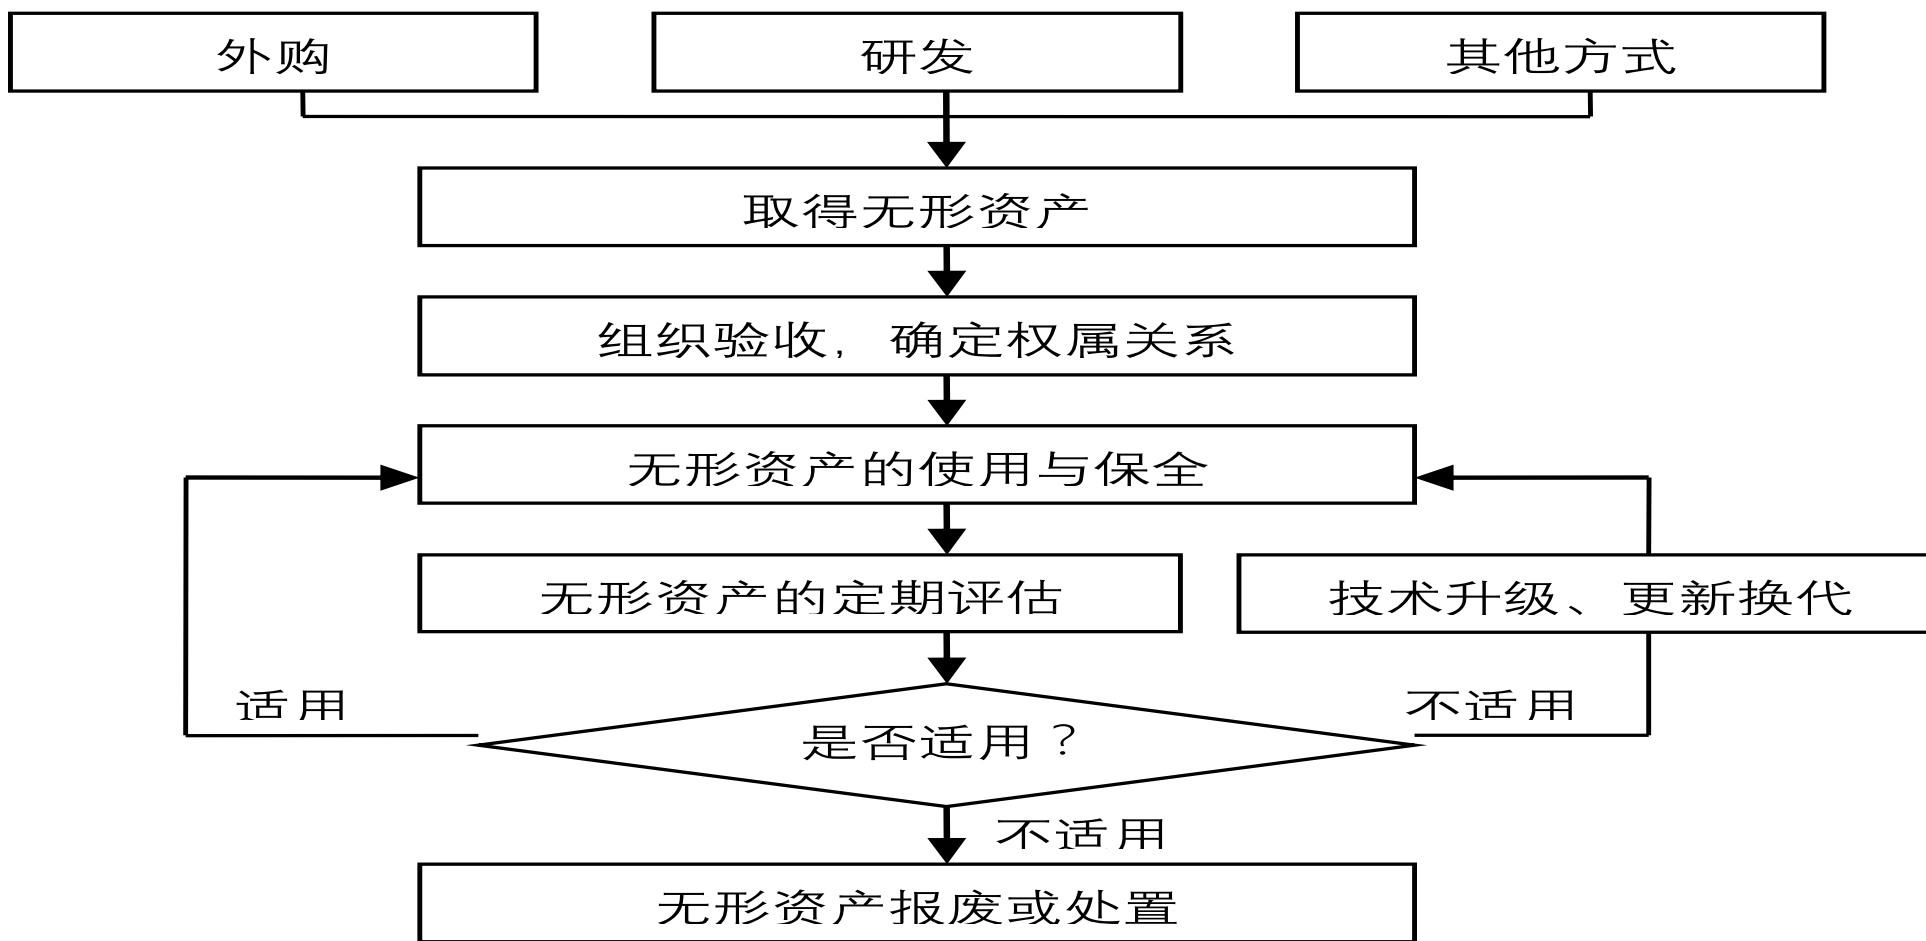 外购
研发
其他方式
取得无形资产
组织验收，确定权属关系
无形资产的使用与保全
无形资产的定期评估
技术升级、更新换代
适用
不适用
是否适用？
不适用
无形资产报废或处置